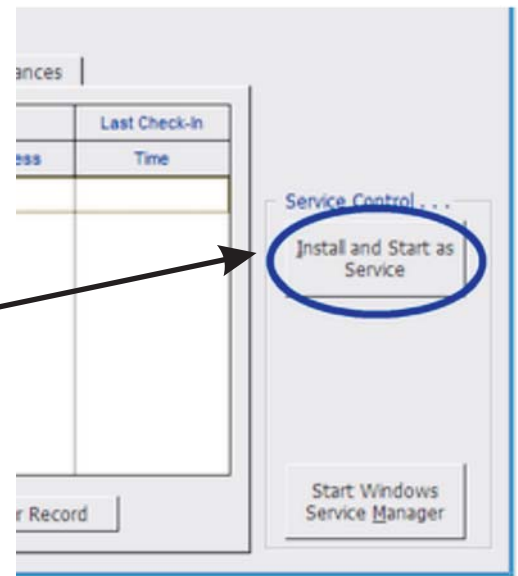 ances
Last Check-In
ess
Time
Service Control . . .
Install and Start as
Service
Start Windows
Service Manager
r Record